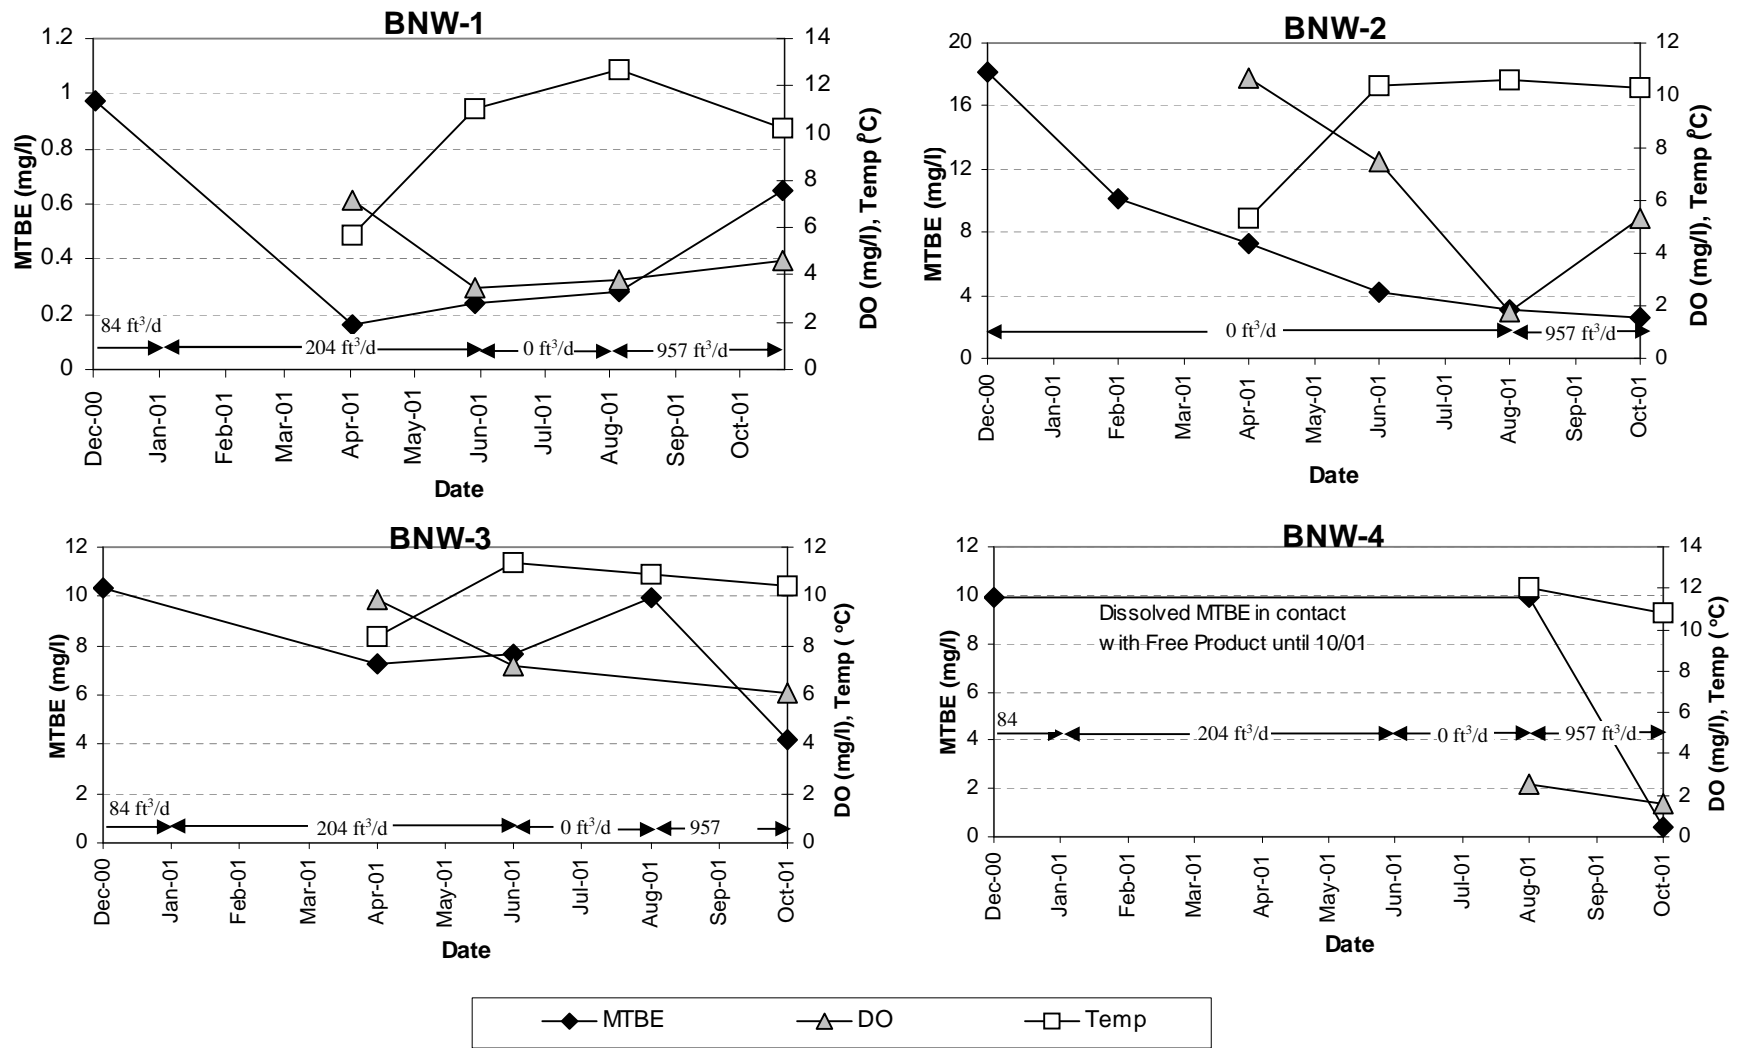 BNW-1
1.2
1
0.8
0.6
0.4
0.2
0
MTBE (mg/l)
14
12
10
8
6
4
2
0
DO (mg/l), Temp (⁰C)
84 ft³/d
204 ft³/d
0 ft³/d
957 ft³/d
Dec-00
Jan-01
Feb-01
Mar-01
Apr-01
May-01
Jun-01
Jul-01
Aug-01
Sep-01
Oct-01
Date
BNW-2
20
16
12
8
4
0
MTBE (mg/l)
12
10
8
6
4
2
0
DO (mg/l), Temp (⁰C)
0 ft³/d
957 ft³/d
Dec-00
Jan-01
Feb-01
Mar-01
Apr-01
May-01
Jun-01
Jul-01
Aug-01
Sep-01
Oct-01
Date
BNW-3
12
10
8
6
4
2
0
MTBE (mg/l)
12
10
8
6
4
2
0
DO (mg/l), Temp ( °C)
84 ft³/d
204 ft³/d
0 ft³/d
957
Dec-00
Jan-01
Feb-01
Mar-01
Apr-01
May-01
Jun-01
Jul-01
Aug-01
Sep-01
Oct-01
Date
BNW-4
12
10
8
6
4
2
0
MTBE (mg/l)
14
12
10
8
6
4
2
0
DO (mg/l), Temp ( °C)
Dissolved MTBE in contact
with Free Product until 10/01
84
204 ft³/d
0 ft³/d
957 ft³/d
Dec-00
Jan-01
Feb-01
Mar-01
Apr-01
May-01
Jun-01
Jul-01
Aug-01
Sep-01
Oct-01
Date
MTBE
DO
Temp